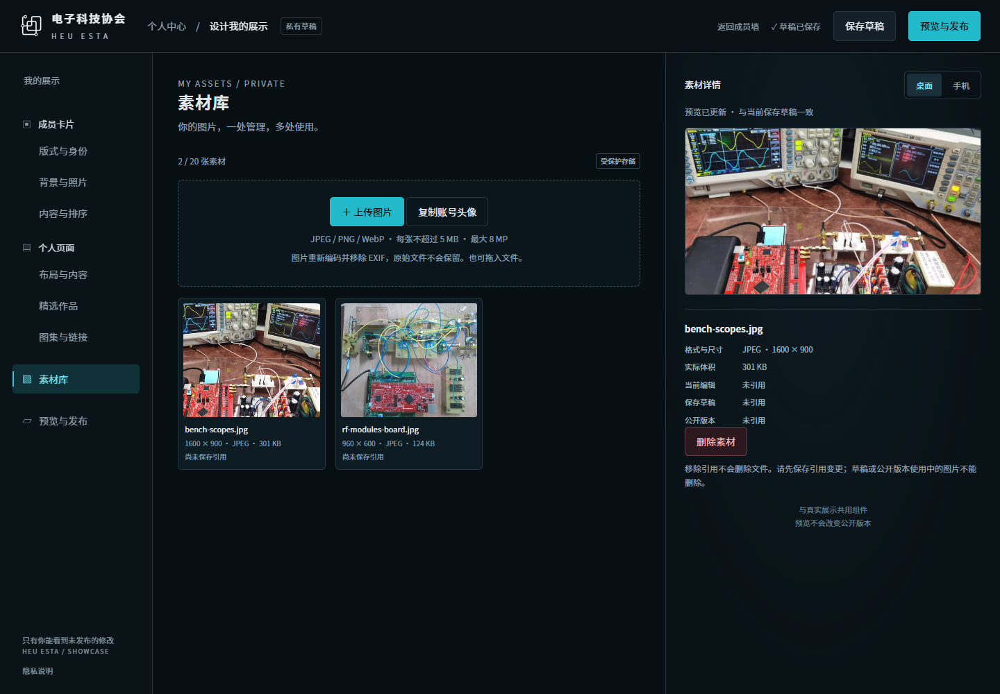 电子科技协会
HEU ESTA
个人中心 / 设计我的展示 私有草稿
返回成员墙 ✓ 草稿已保存 保存草稿 预览与发布
我的展示
成员卡片
版式与身份
背景与照片
内容与排序
个人页面
布局与内容
精选作品
图集与链接
素材库
预览与发布
只有你能看到未发布的修改
HEU ESTA / SHOWCASE
隐私说明
MY ASSETS / PRIVATE
素材库
你的图片，一处管理，多处使用。
2 / 20 张素材 受保护存储
＋ 上传图片 复制账号头像
JPEG / PNG / WebP · 每张不超过 5 MB · 最大 8 MP
图片重新编码并移除 EXIF，原始文件不会保留。也可拖入文件。
bench-scopes.jpg
1600 × 900 · JPEG · 301 KB
尚未保存引用
rf-modules-board.jpg
960 × 600 · JPEG · 124 KB
尚未保存引用
素材详情 桌面 手机
预览已更新 · 与当前保存草稿一致
bench-scopes.jpg
格式与尺寸 JPEG · 1600 × 900
实际体积 301 KB
当前编辑 未引用
保存草稿 未引用
公开版本 未引用
删除素材
移除引用不会删除文件。请先保存引用变更；草稿或公开版本使用中的图片不能
删除。
与真实展示共用组件
预览不会改变公开版本